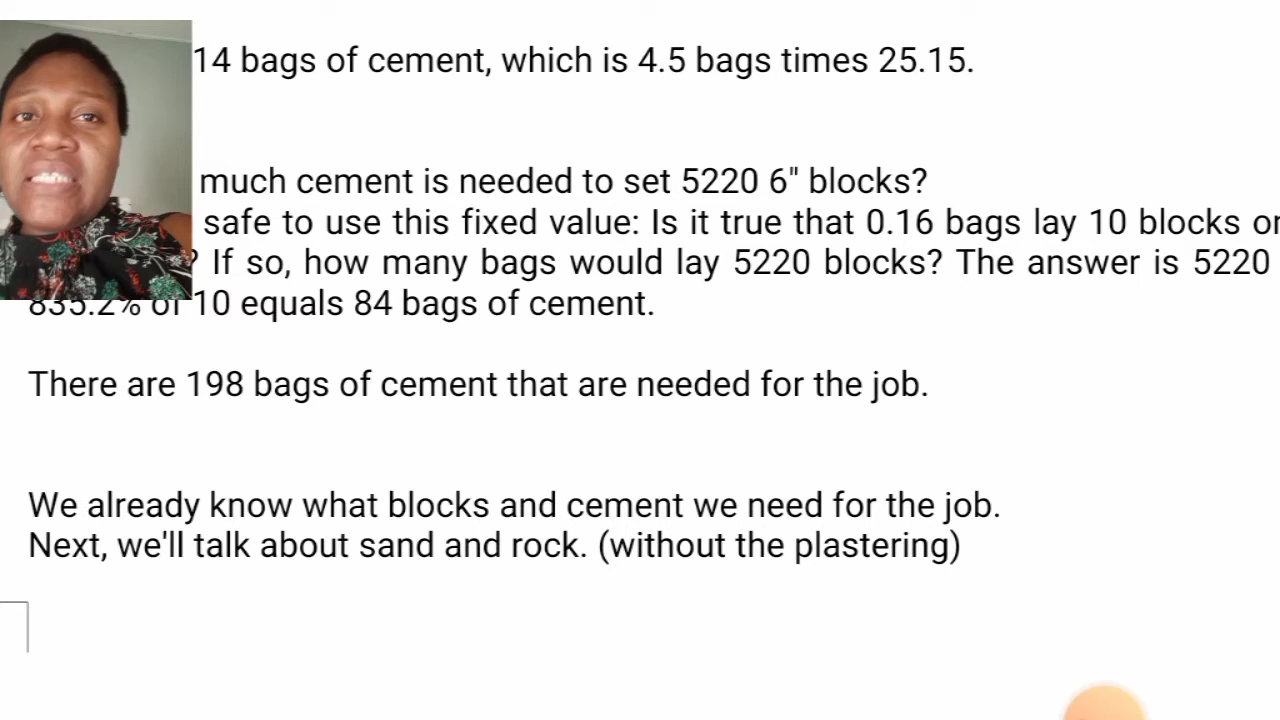 14 bags of cement, which is 4.5 bags times 25.15.
much cement is needed to set 5220 6" blocks?
safe to use this fixed value: Is it true that 0.16 bags lay 10 blocks
? If so, how many bags would lay 5220 blocks? The answer is 5220
835.2% of 10 equals 84 bags of cement.
There are 198 bags of cement that are needed for the job.
We already know what blocks and cement we need for the job.
Next, we'll talk about sand and rock. (without the plastering)